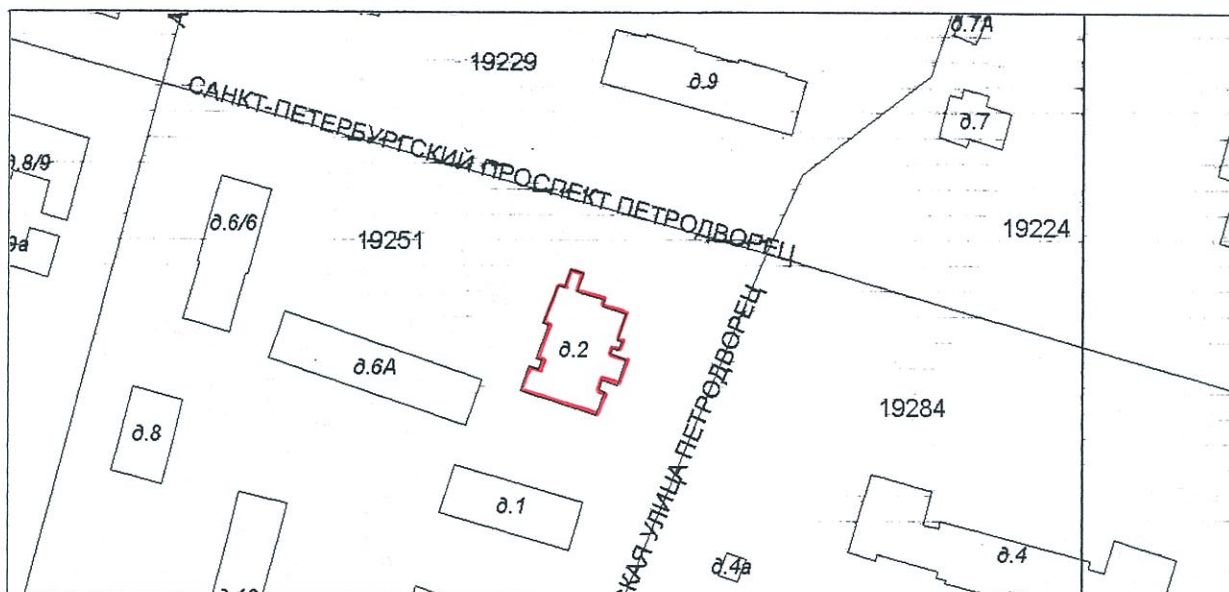 д.7А
19229
д.9
САНКТ-ПЕТЕРБУРГСКИЙ ПРОСПЕКТ ПЕТРОДВОРЕЦ
д.7
д.8/9
д.6/6
19251
19224
9а
д.2
КАЯ УЛИЦА ПЕТРОДВОРЕЦ
д.6А
19284
д.8
д.1
д.4
д.4а